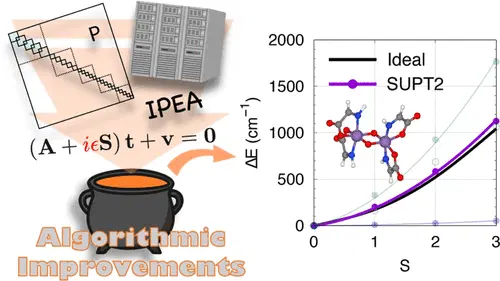 P
IPEA
(A + iϵS) t + v = 0
Algorithmic
Improvements
2000
1500
1000
500
0
ΔE (cm⁻¹)
Ideal
SUPT2
0 1 2 3
S